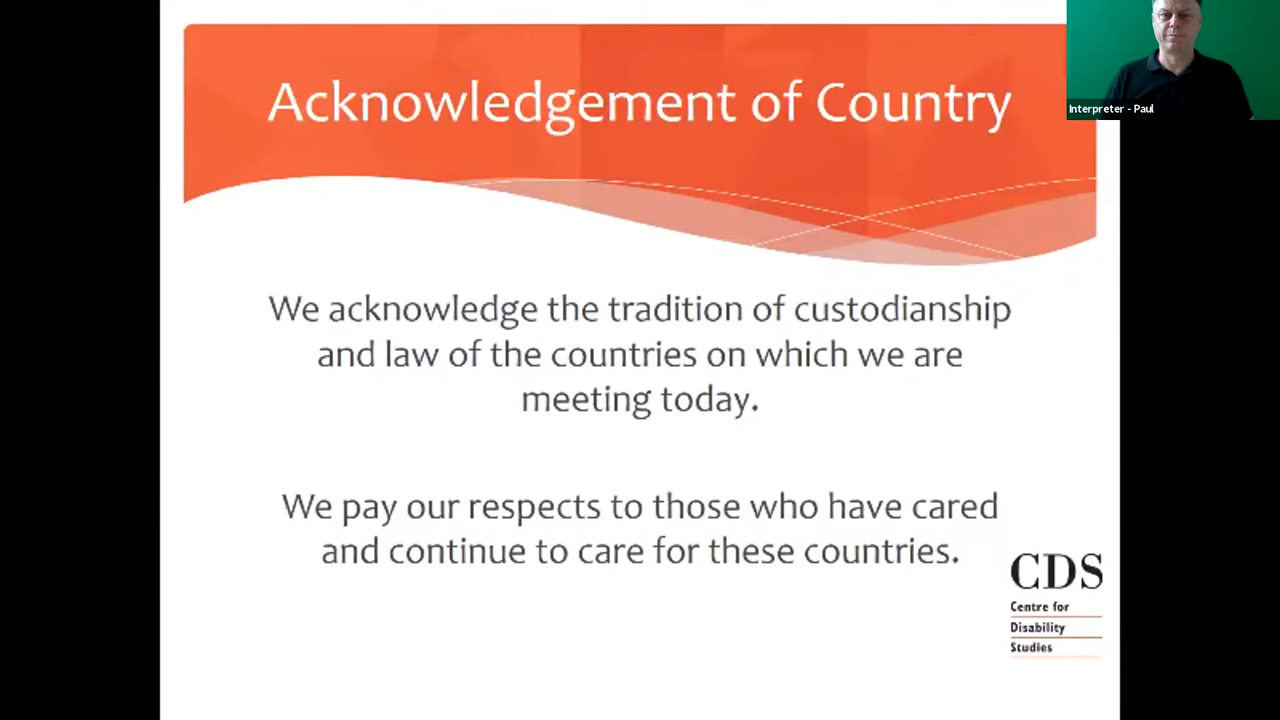 Acknowledgement of Country
Interpreter - Paul
We acknowledge the tradition of custodianship
and law of the countries on which we are
meeting today.
We pay our respects to those who have cared
and continue to care for these countries.
CDS
Centre for
Disability
Studies